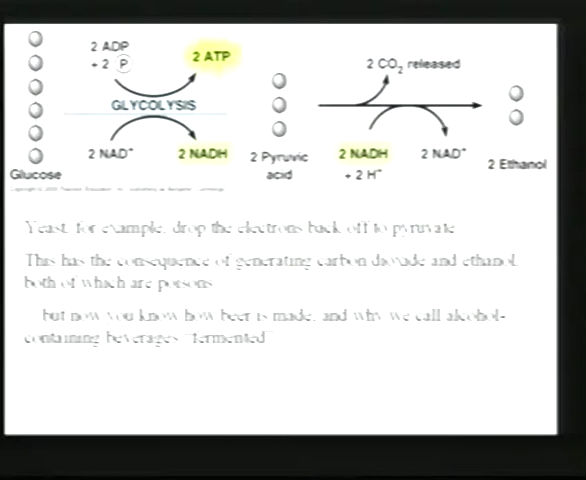 2 ADP
+ 2 P
2 ATP
2 CO2 released
GLYCOLYSIS
2 NAD+
2 NADH
2 Pyruvic
acid
2 NADH
+ 2 H+
2 NAD+
2 Ethanol
Glucose
Yeast, for example, drop the electrons back off to pyruvate
This has the consequence of generating carbon dioxide and ethanol,
both of which are poisons
but now you know how beer is made, and why we call alcohol-
containing beverages "fermented"